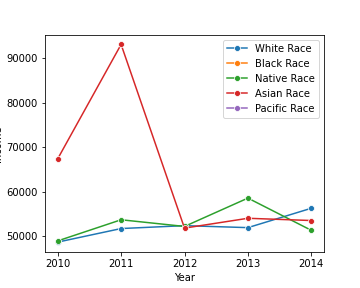 White Race
Black Race
Native Race
Asian Race
Pacific Race
90000
80000
70000
60000
50000
2010 2011 2012 2013 2014
Year